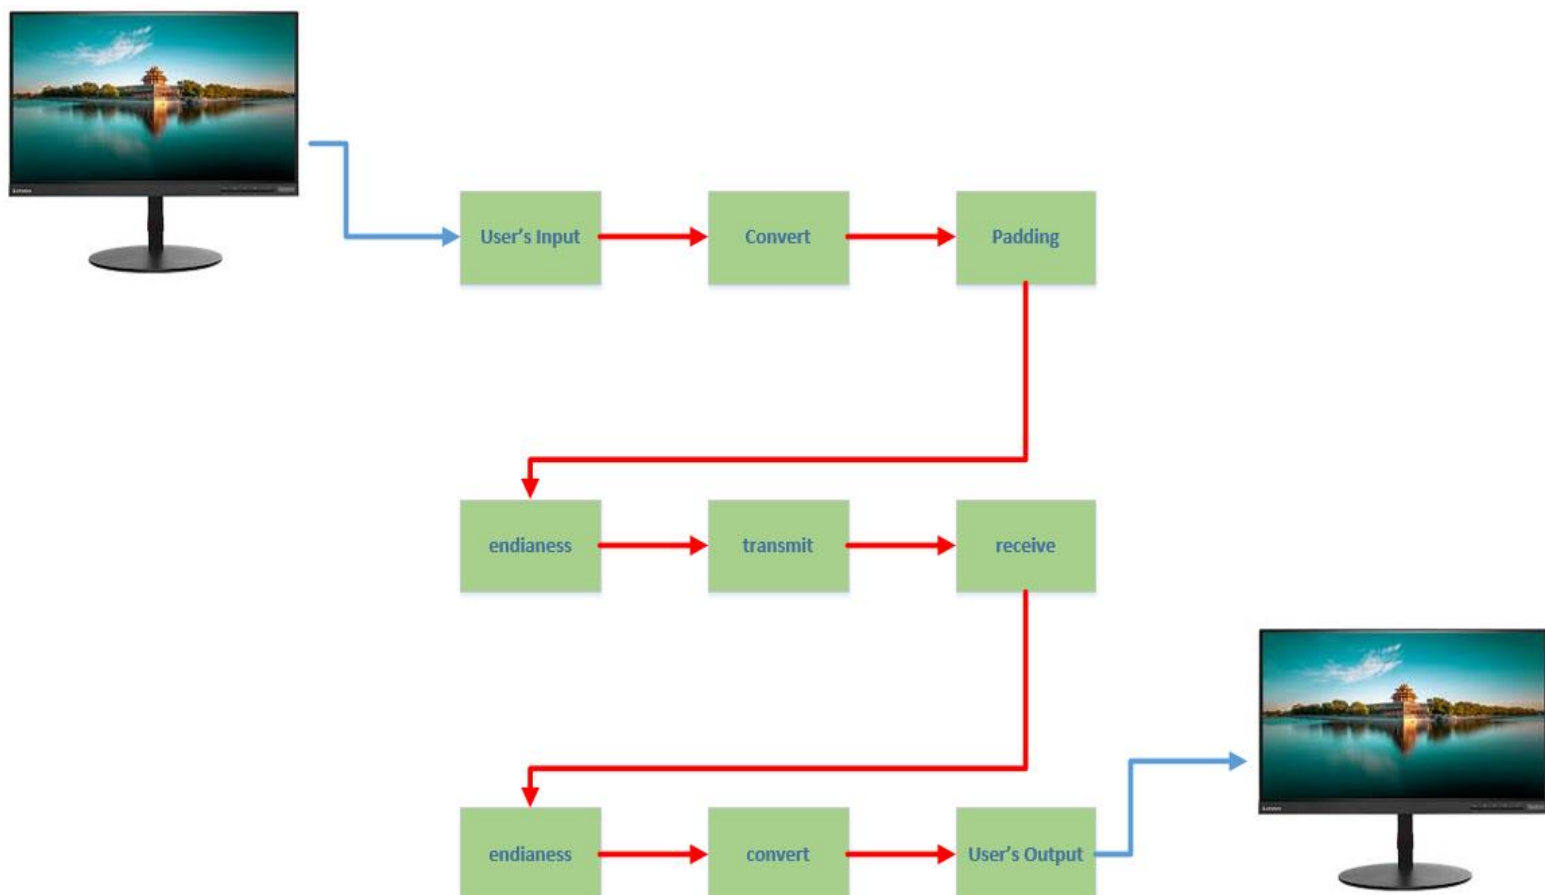 User's Input
Convert
Padding
endianess
transmit
receive
endianess
convert
User's Output